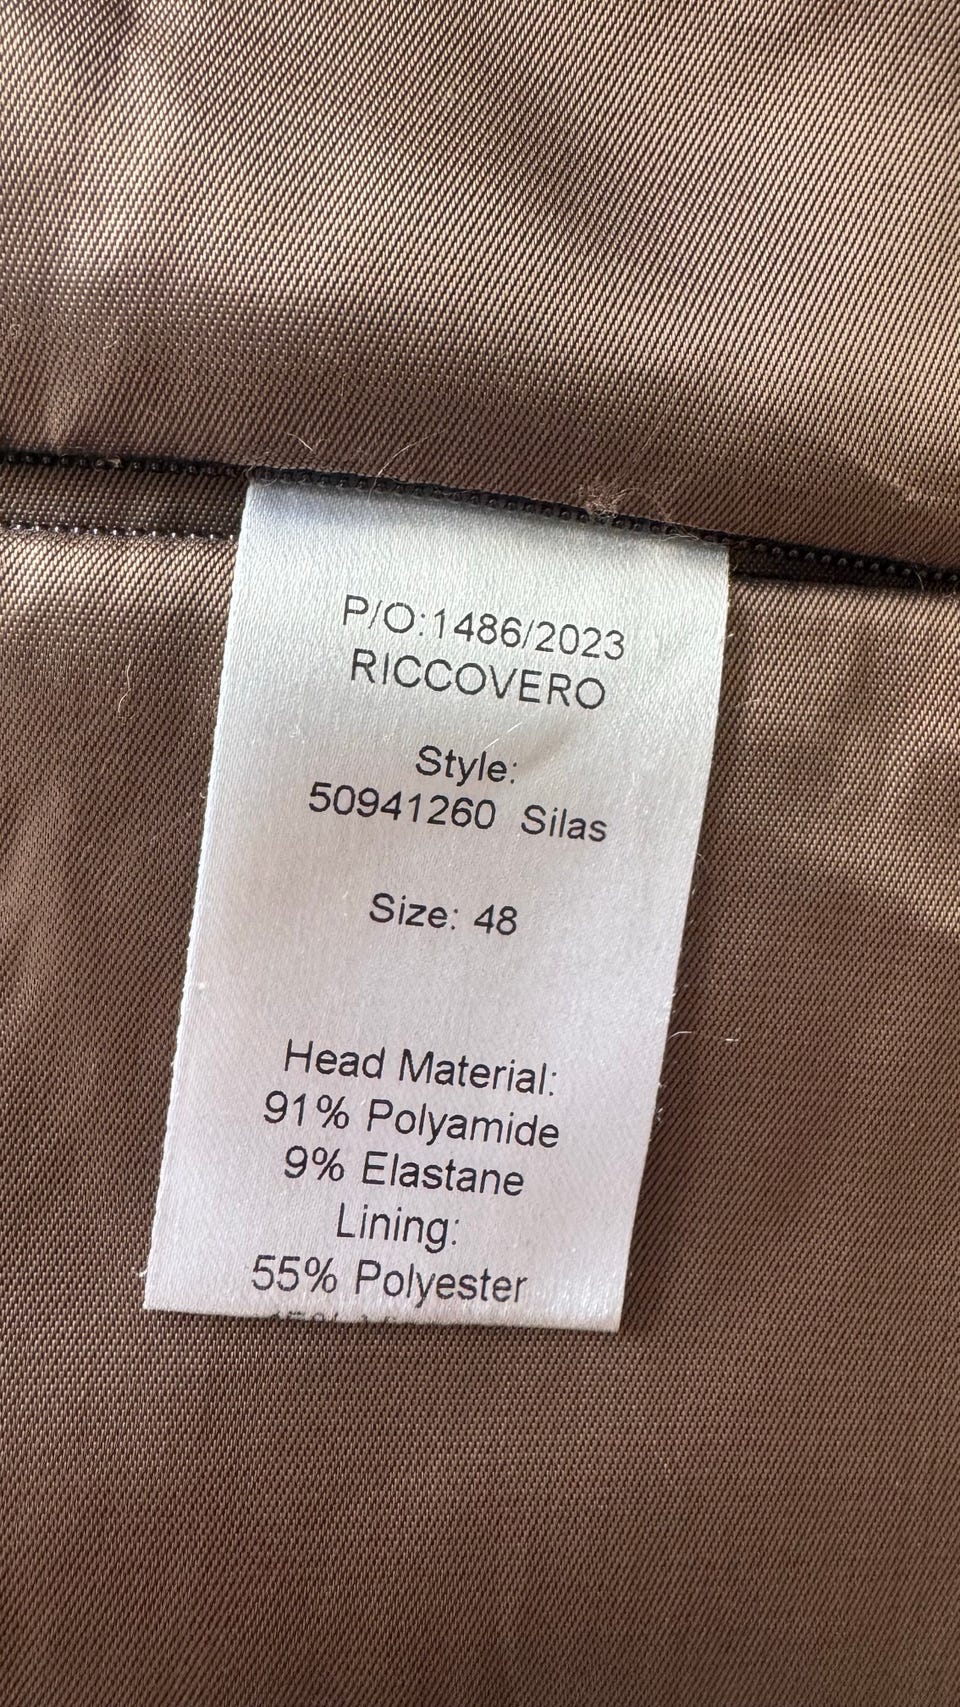 P/O:1486/2023
RICCOVERO
Style:
50941260 Silas
Size: 48
Head Material:
91% Polyamide
9% Elastane
Lining:
55% Polyester